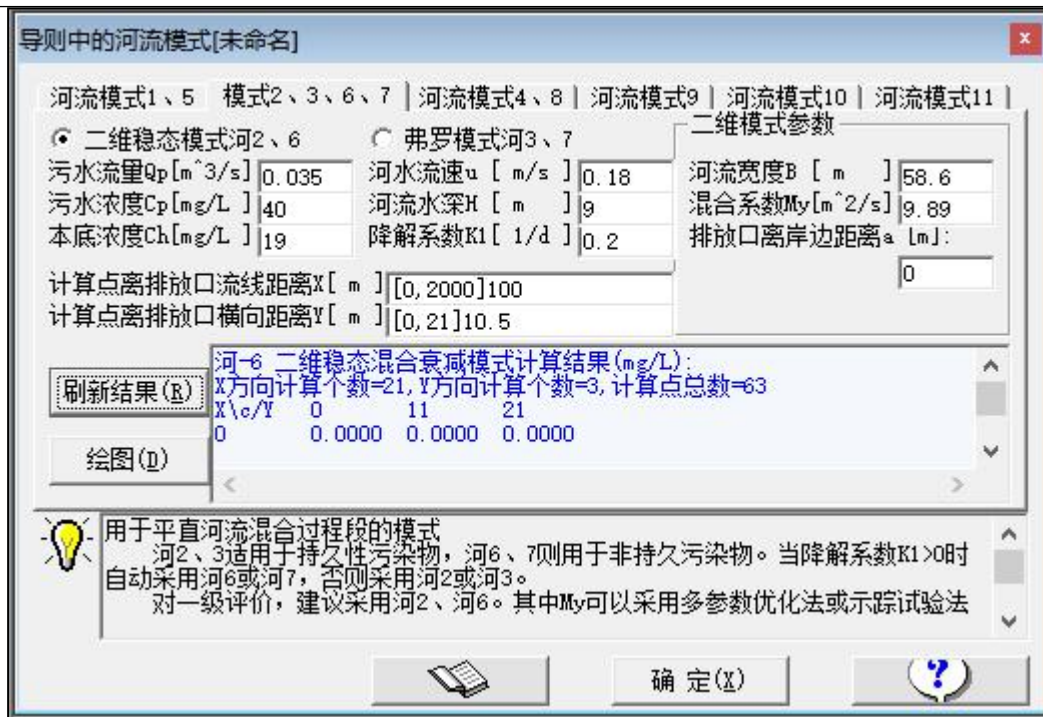 导则中的河流模式[未命名]
x
河流模式1、5 模式2、3、6、7 河流模式4、8 河流模式9 河流模式10 河流模式11
二维稳态模式河2、6 弗罗模式河3、7 二维模式参数
污水流量Qp[m^3/s] 0.035 河水流速u [ m/s ] 0.18 河流宽度B [ m ] 58.6
污水浓度Cp[mg/L ] 40 河流水深H [ m ] 9 混合系数My[m^2/s] 9.89
本底浓度Ch[mg/L ] 19 降解系数K1[ 1/d ] 0.2 排放口离岸边距离a [m]:
0
计算点离排放口流线距离X[ m ] [0,2000]100
计算点离排放口横向距离Y[ m ] [0,21]10.5
刷新结果(R)
绘图(D)
河-6 二维稳态混合衰减模式计算结果(mg/L):
X方向计算个数=21,Y方向计算个数=3,计算点总数=63
X\c/Y 0 11 21
0 0.0000 0.0000 0.0000
用于平直河流混合过程段的模式
河2、3适用于持久性污染物，河6、7则用于非持久污染物。当降解系数K1>0时
自动采用河6或河7，否则采用河2或河3。
对一级评价，建议采用河2、河6。其中My可以采用多参数优化法或示踪试验法
确 定(X)
?